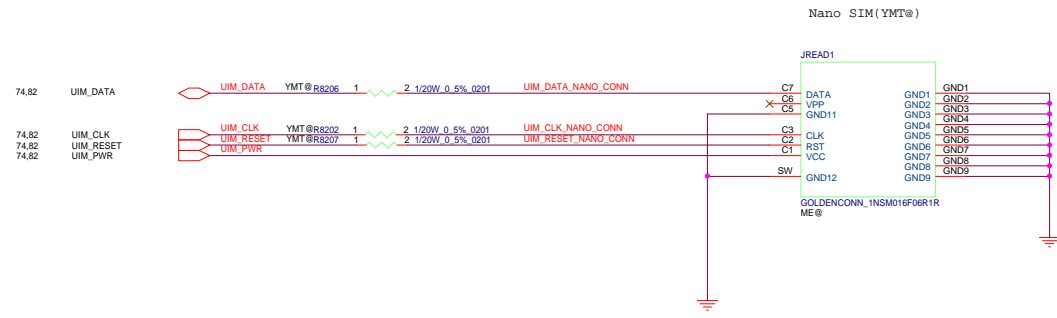 Nano SIM(YMT@)
JREAD1
74,82 UIM_DATA UIM_DATA YMT@ R8206 1 2 1/20W_0_5%_0201 UIM_DATA_NANO_CONN C7 DATA GND1 GND1
C6 VPP GND2 GND2
C5 GND11 GND3 GND3
GND4 GND4
74,82 UIM_CLK UIM_CLK YMT@ R8202 1 2 1/20W_0_5%_0201 UIM_CLK_NANO_CONN C3 CLK GND5 GND5
74,82 UIM_RESET UIM_RESET YMT@ R8207 1 2 1/20W_0_5%_0201 UIM_RESET_NANO_CONN C2 RST GND6 GND6
74,82 UIM_PWR UIM_PWR C1 VCC GND7 GND7
GND8 GND8
SW GND12 GND9 GND9
GOLDENCONN_1NSM016F06R1R
ME@